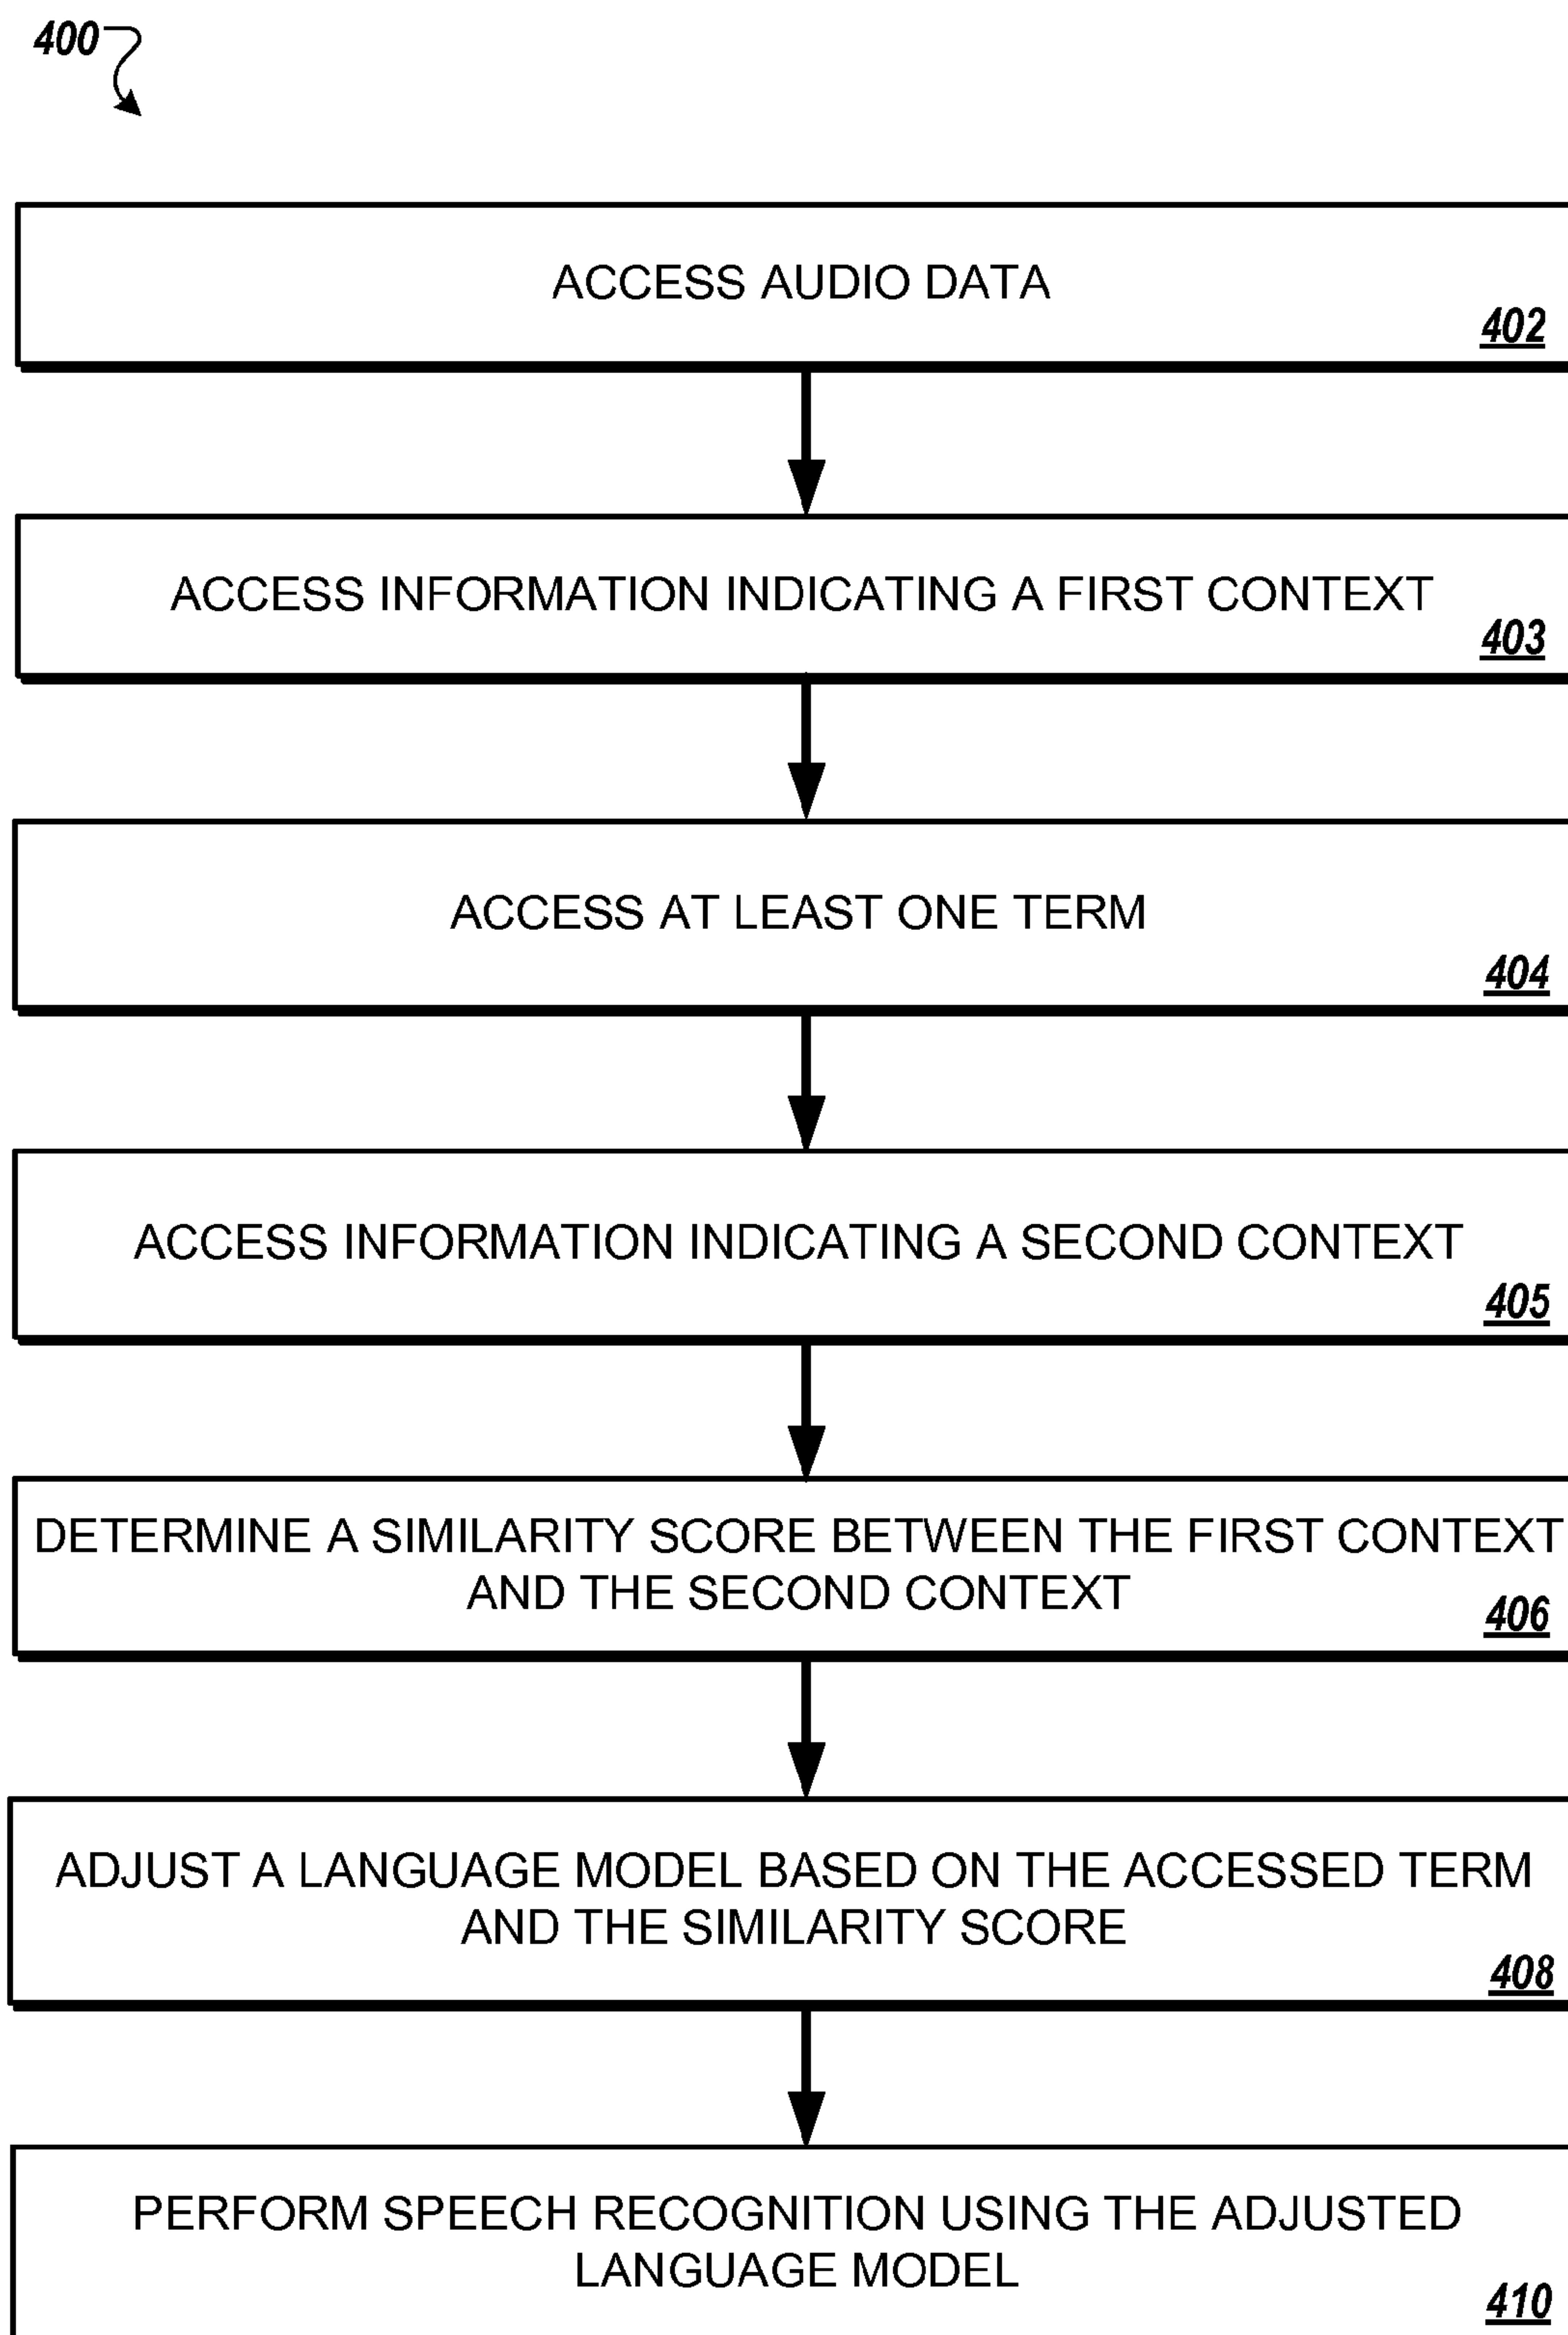 400
ACCESS AUDIO DATA
402
ACCESS INFORMATION INDICATING A FIRST CONTEXT
403
ACCESS AT LEAST ONE TERM
404
ACCESS INFORMATION INDICATING A SECOND CONTEXT
405
DETERMINE A SIMILARITY SCORE BETWEEN THE FIRST CONTEXT
AND THE SECOND CONTEXT
406
ADJUST A LANGUAGE MODEL BASED ON THE ACCESSED TERM
AND THE SIMILARITY SCORE
408
PERFORM SPEECH RECOGNITION USING THE ADJUSTED
LANGUAGE MODEL
410